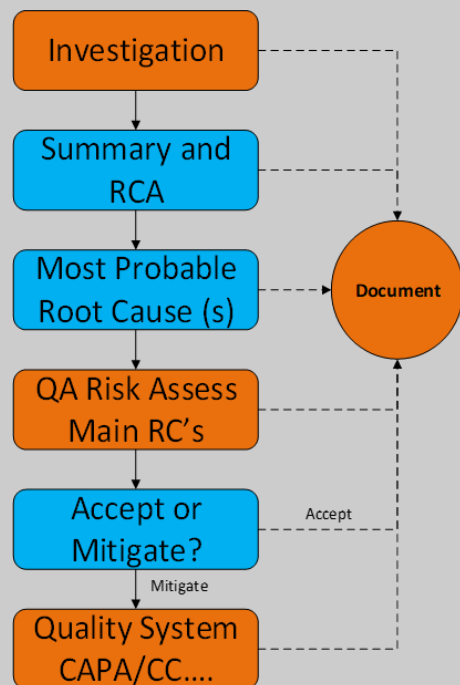 Investigation
Summary and
RCA
Most Probable
Root Cause (s)
Document
QA Risk Assess
Main RC's
Accept or
Mitigate?
Accept
Mitigate
Quality System
CAPA/CC....